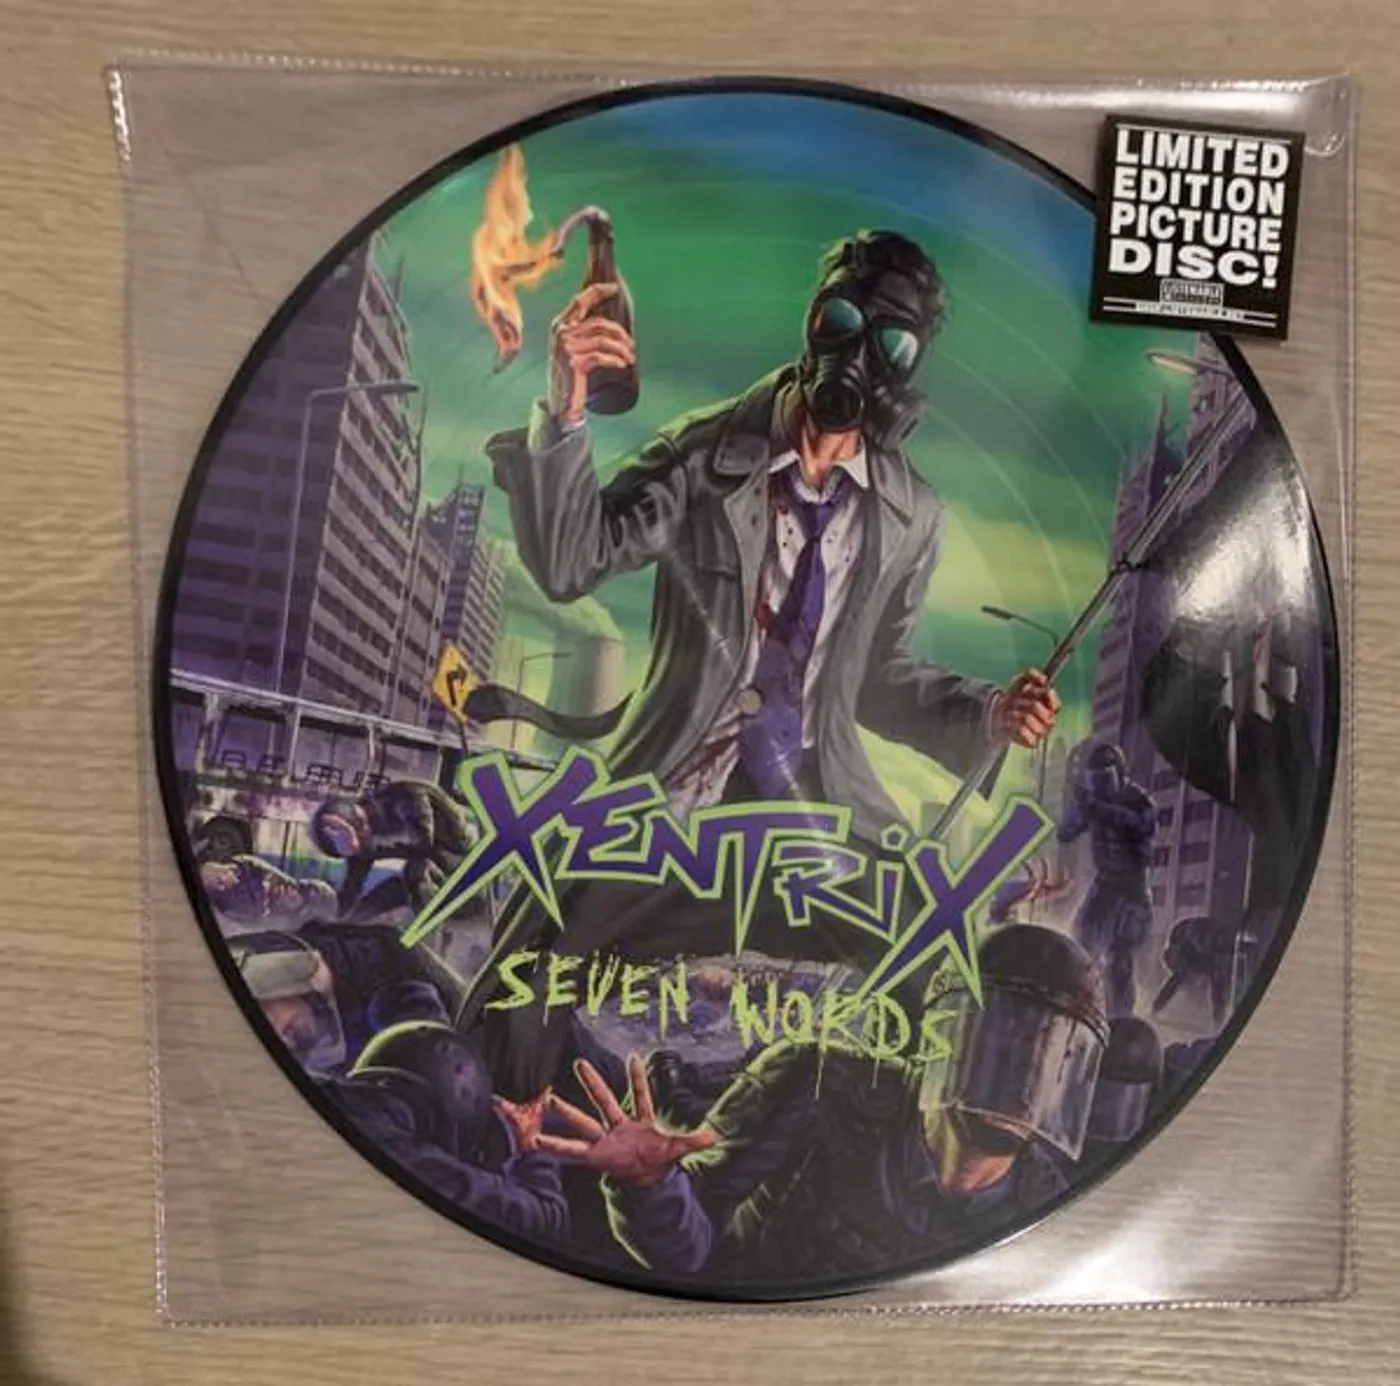 LIMITED
EDITION
PICTURE
DISC!
XENTRiX
SEVEN WORDS